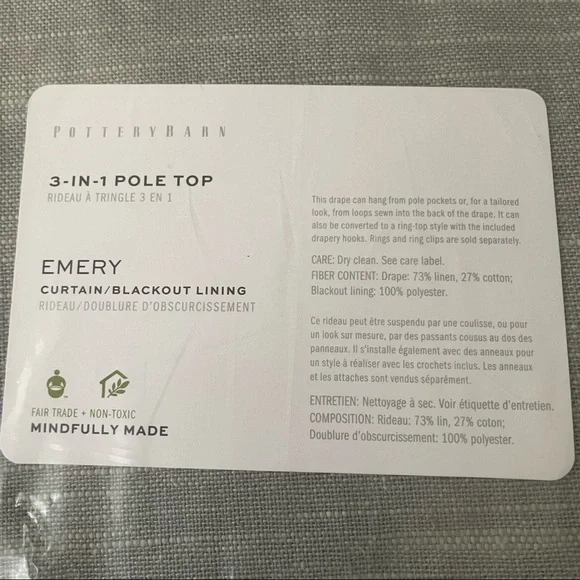 POTTERYBARN
3-IN-1 POLE TOP
RIDEAU À TRINGLE 3 EN 1
EMERY
CURTAIN/BLACKOUT LINING
RIDEAU/DOUBLURE D'OBSCURCISSEMENT
FAIR TRADE + NON-TOXIC
MINDFULLY MADE
This drape can hang from pole pockets or, for a tailored
look, from loops sewn into the back of the drape. It can
also be converted to a ring-top style with the included
drapery hooks. Rings and ring clips are sold separately.
CARE: Dry clean. See care label.
FIBER CONTENT: Drape: 73% linen, 27% cotton;
Blackout lining: 100% polyester.
Ce rideau peut être suspendu par une coulisse, ou pour
un look sur mesure, par des passants cousus au dos des
panneaux. Il s'installe également avec des anneaux pour
un style à réaliser avec les crochets inclus. Les anneaux
et les attaches sont vendus séparément.
ENTRETIEN: Nettoyage à sec. Voir étiquette d'entretien.
COMPOSITION: Rideau: 73% lin, 27% coton;
Doublure d'obscurcissement: 100% polyester.